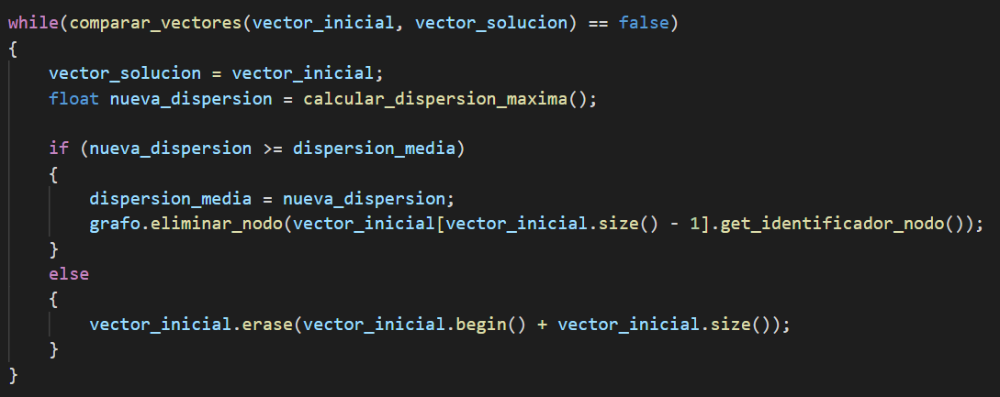 while(comparar_vectores(vector_inicial, vector_solucion) == false)
{
    vector_solucion = vector_inicial;
    float nueva_dispersion = calcular_dispersion_maxima();

    if (nueva_dispersion >= dispersion_media)
    {
        dispersion_media = nueva_dispersion;
        grafo.eliminar_nodo(vector_inicial[vector_inicial.size() - 1].get_identificador_nodo());
    }
    else
    {
        vector_inicial.erase(vector_inicial.begin() + vector_inicial.size());
    }
}